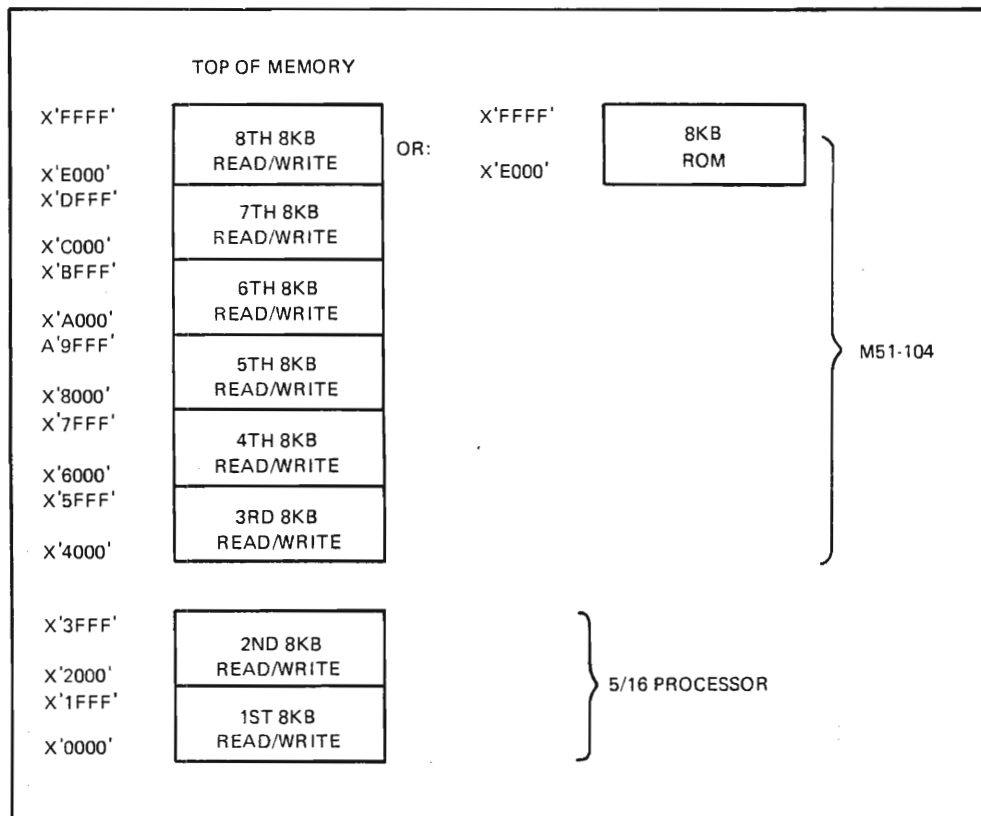 TOP OF MEMORY
X'FFFF'
8TH 8KB
READ/WRITE
X'E000'
OR:
X'FFFF'
8KB
ROM
X'E000'
X'DFFF'
7TH 8KB
READ/WRITE
X'C000'
X'BFFF'
6TH 8KB
READ/WRITE
X'A000'
A'9FFF'
5TH 8KB
READ/WRITE
X'8000'
X'7FFF'
4TH 8KB
READ/WRITE
X'6000'
X'5FFF'
3RD 8KB
READ/WRITE
X'4000'
M51-104
X'3FFF'
2ND 8KB
READ/WRITE
X'2000'
X'1FFF'
1ST 8KB
READ/WRITE
X'0000'
5/16 PROCESSOR